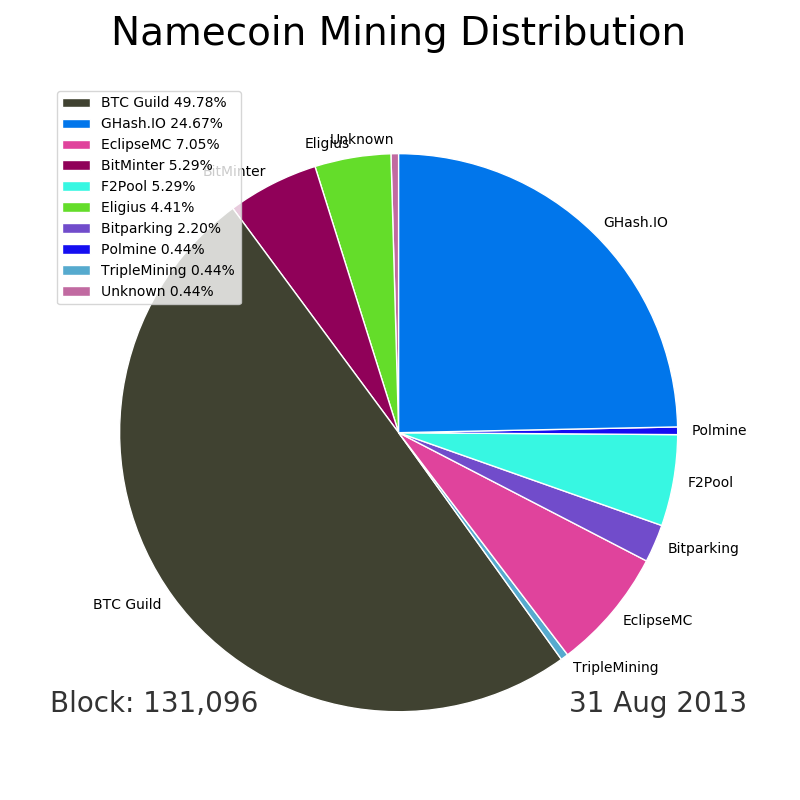 Namecoin Mining Distribution
BTC Guild 49.78%
GHash.IO 24.67%
EclipseMC 7.05%
BitMinter 5.29%
F2Pool 5.29%
Eligius 4.41%
Bitparking 2.20%
Polmine 0.44%
TripleMining 0.44%
Unknown 0.44%
Unknown
Eligius
BitMinter
GHash.IO
Polmine
F2Pool
Bitparking
EclipseMC
TripleMining
BTC Guild
Block: 131,096
31 Aug 2013